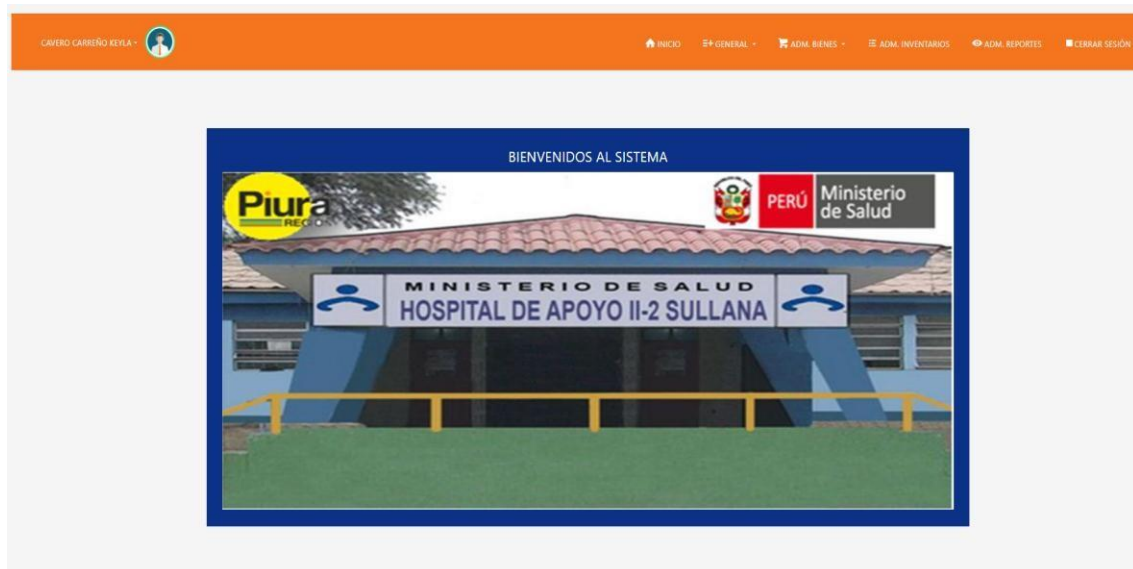 CAVERO CARREÑO KEYLA
INICIO
GENERAL
ADM. BIENES
ADM. INVENTARIOS
ADM. REPORTES
CERRAR SESIÓN
BIENVENIDOS AL SISTEMA
Piura
REGION
PERÚ
Ministerio
de Salud
MINISTERIO DE SALUD
HOSPITAL DE APOYO II-2 SULLANA